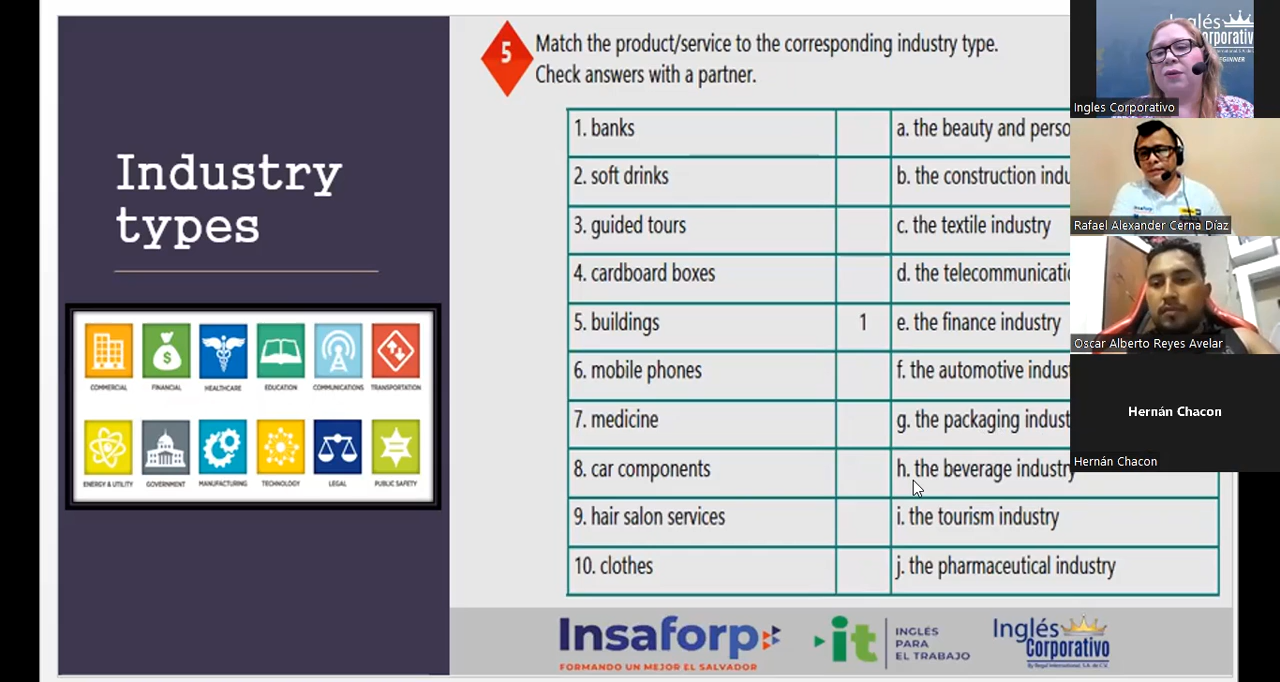 Industry
types
COMMERCIAL
FINANCIAL
HEALTHCARE
EDUCATION
COMMUNICATIONS
TRANSPORTATION
ENERGY & UTILITY
GOVERNMENT
MANUFACTURING
TECHNOLOGY
LEGAL
PUBLIC SAFETY
5
Match the product/service to the corresponding industry type.
Check answers with a partner.
1. banks
a. the beauty and perso
2. soft drinks
b. the construction indu
3. guided tours
c. the textile industry
4. cardboard boxes
d. the telecommunicatio
5. buildings
1
e. the finance industry
6. mobile phones
f. the automotive indust
7. medicine
g. the packaging indust
8. car components
h. the beverage industry
9. hair salon services
i. the tourism industry
10. clothes
j. the pharmaceutical industry
Insaforp
FORMANDO UN MEJOR EL SALVADOR
it
INGLÉS
PARA
EL TRABAJO
Inglés
Corporativo
Inglés
Corporativo
Ingles Corporativo
Rafael Alexander Cerna Díaz
Oscar Alberto Reyes Avelar
Hernán Chacon
Hernán Chacon